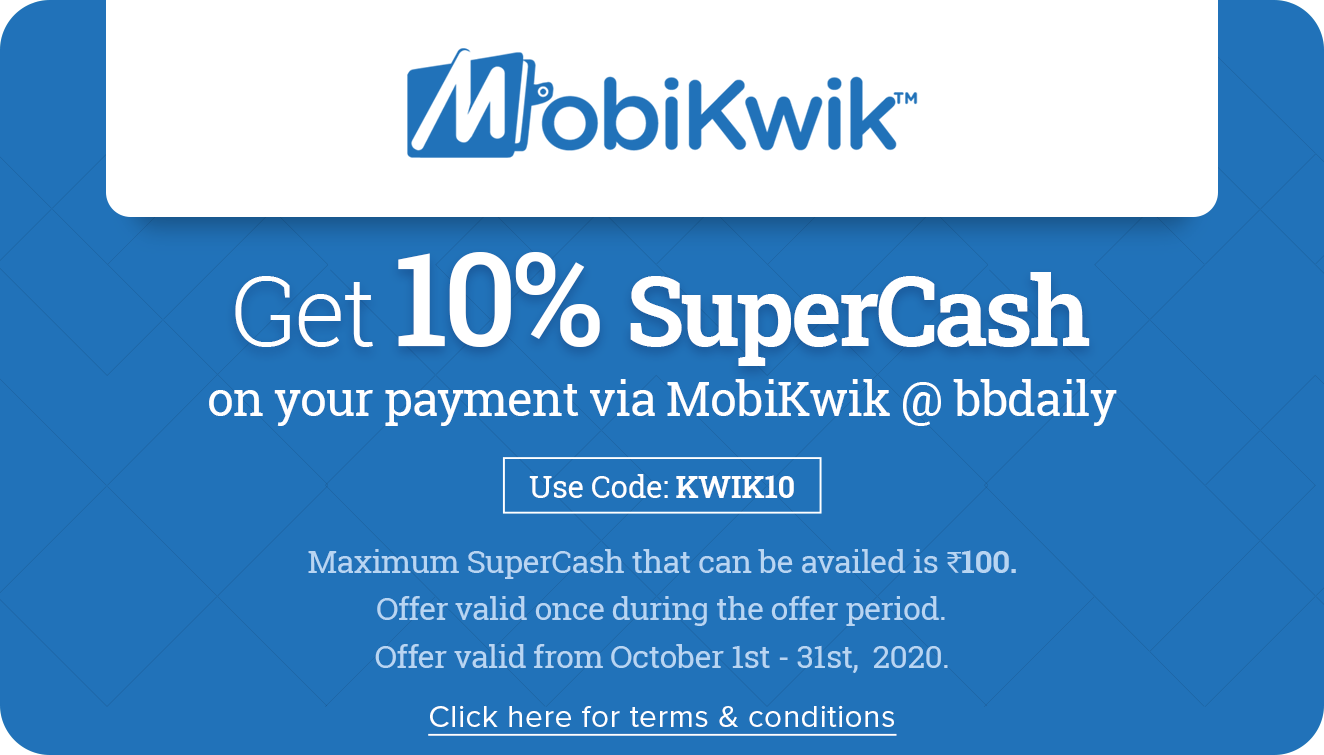 MobiKwik™
Get 10% SuperCash
on your payment via MobiKwik @ bbdaily
Use Code: KWIK10
Maximum SuperCash that can be availed is ₹100.
Offer valid once during the offer period.
Offer valid from October 1st - 31st, 2020.
Click here for terms & conditions